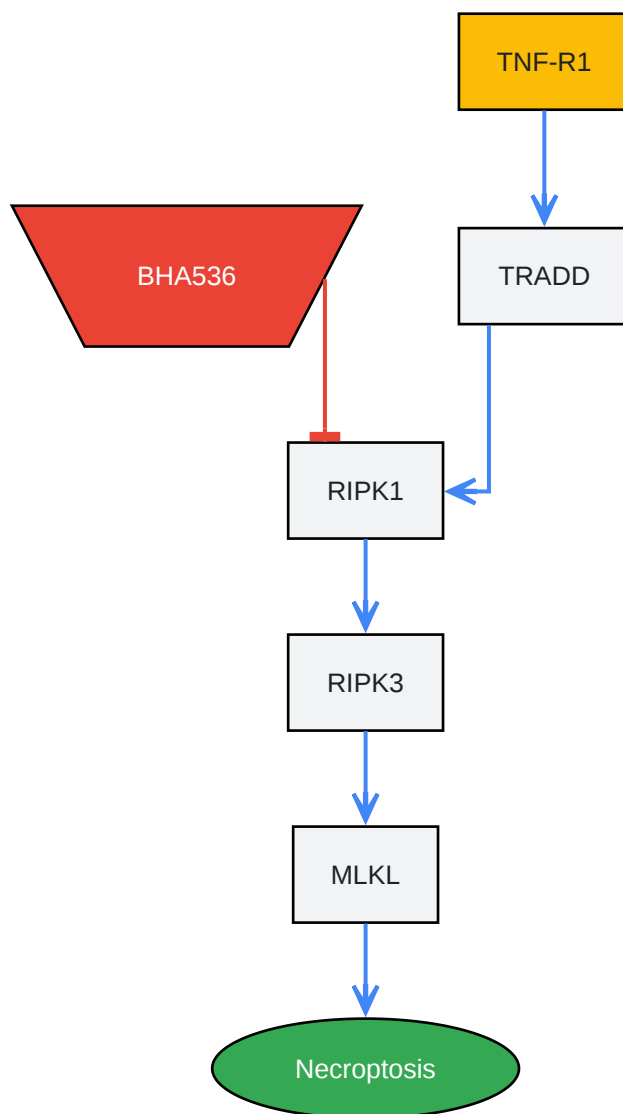 TNF-R1
BHA536
TRADD
RIPK1
RIPK3
MLKL
Necroptosis